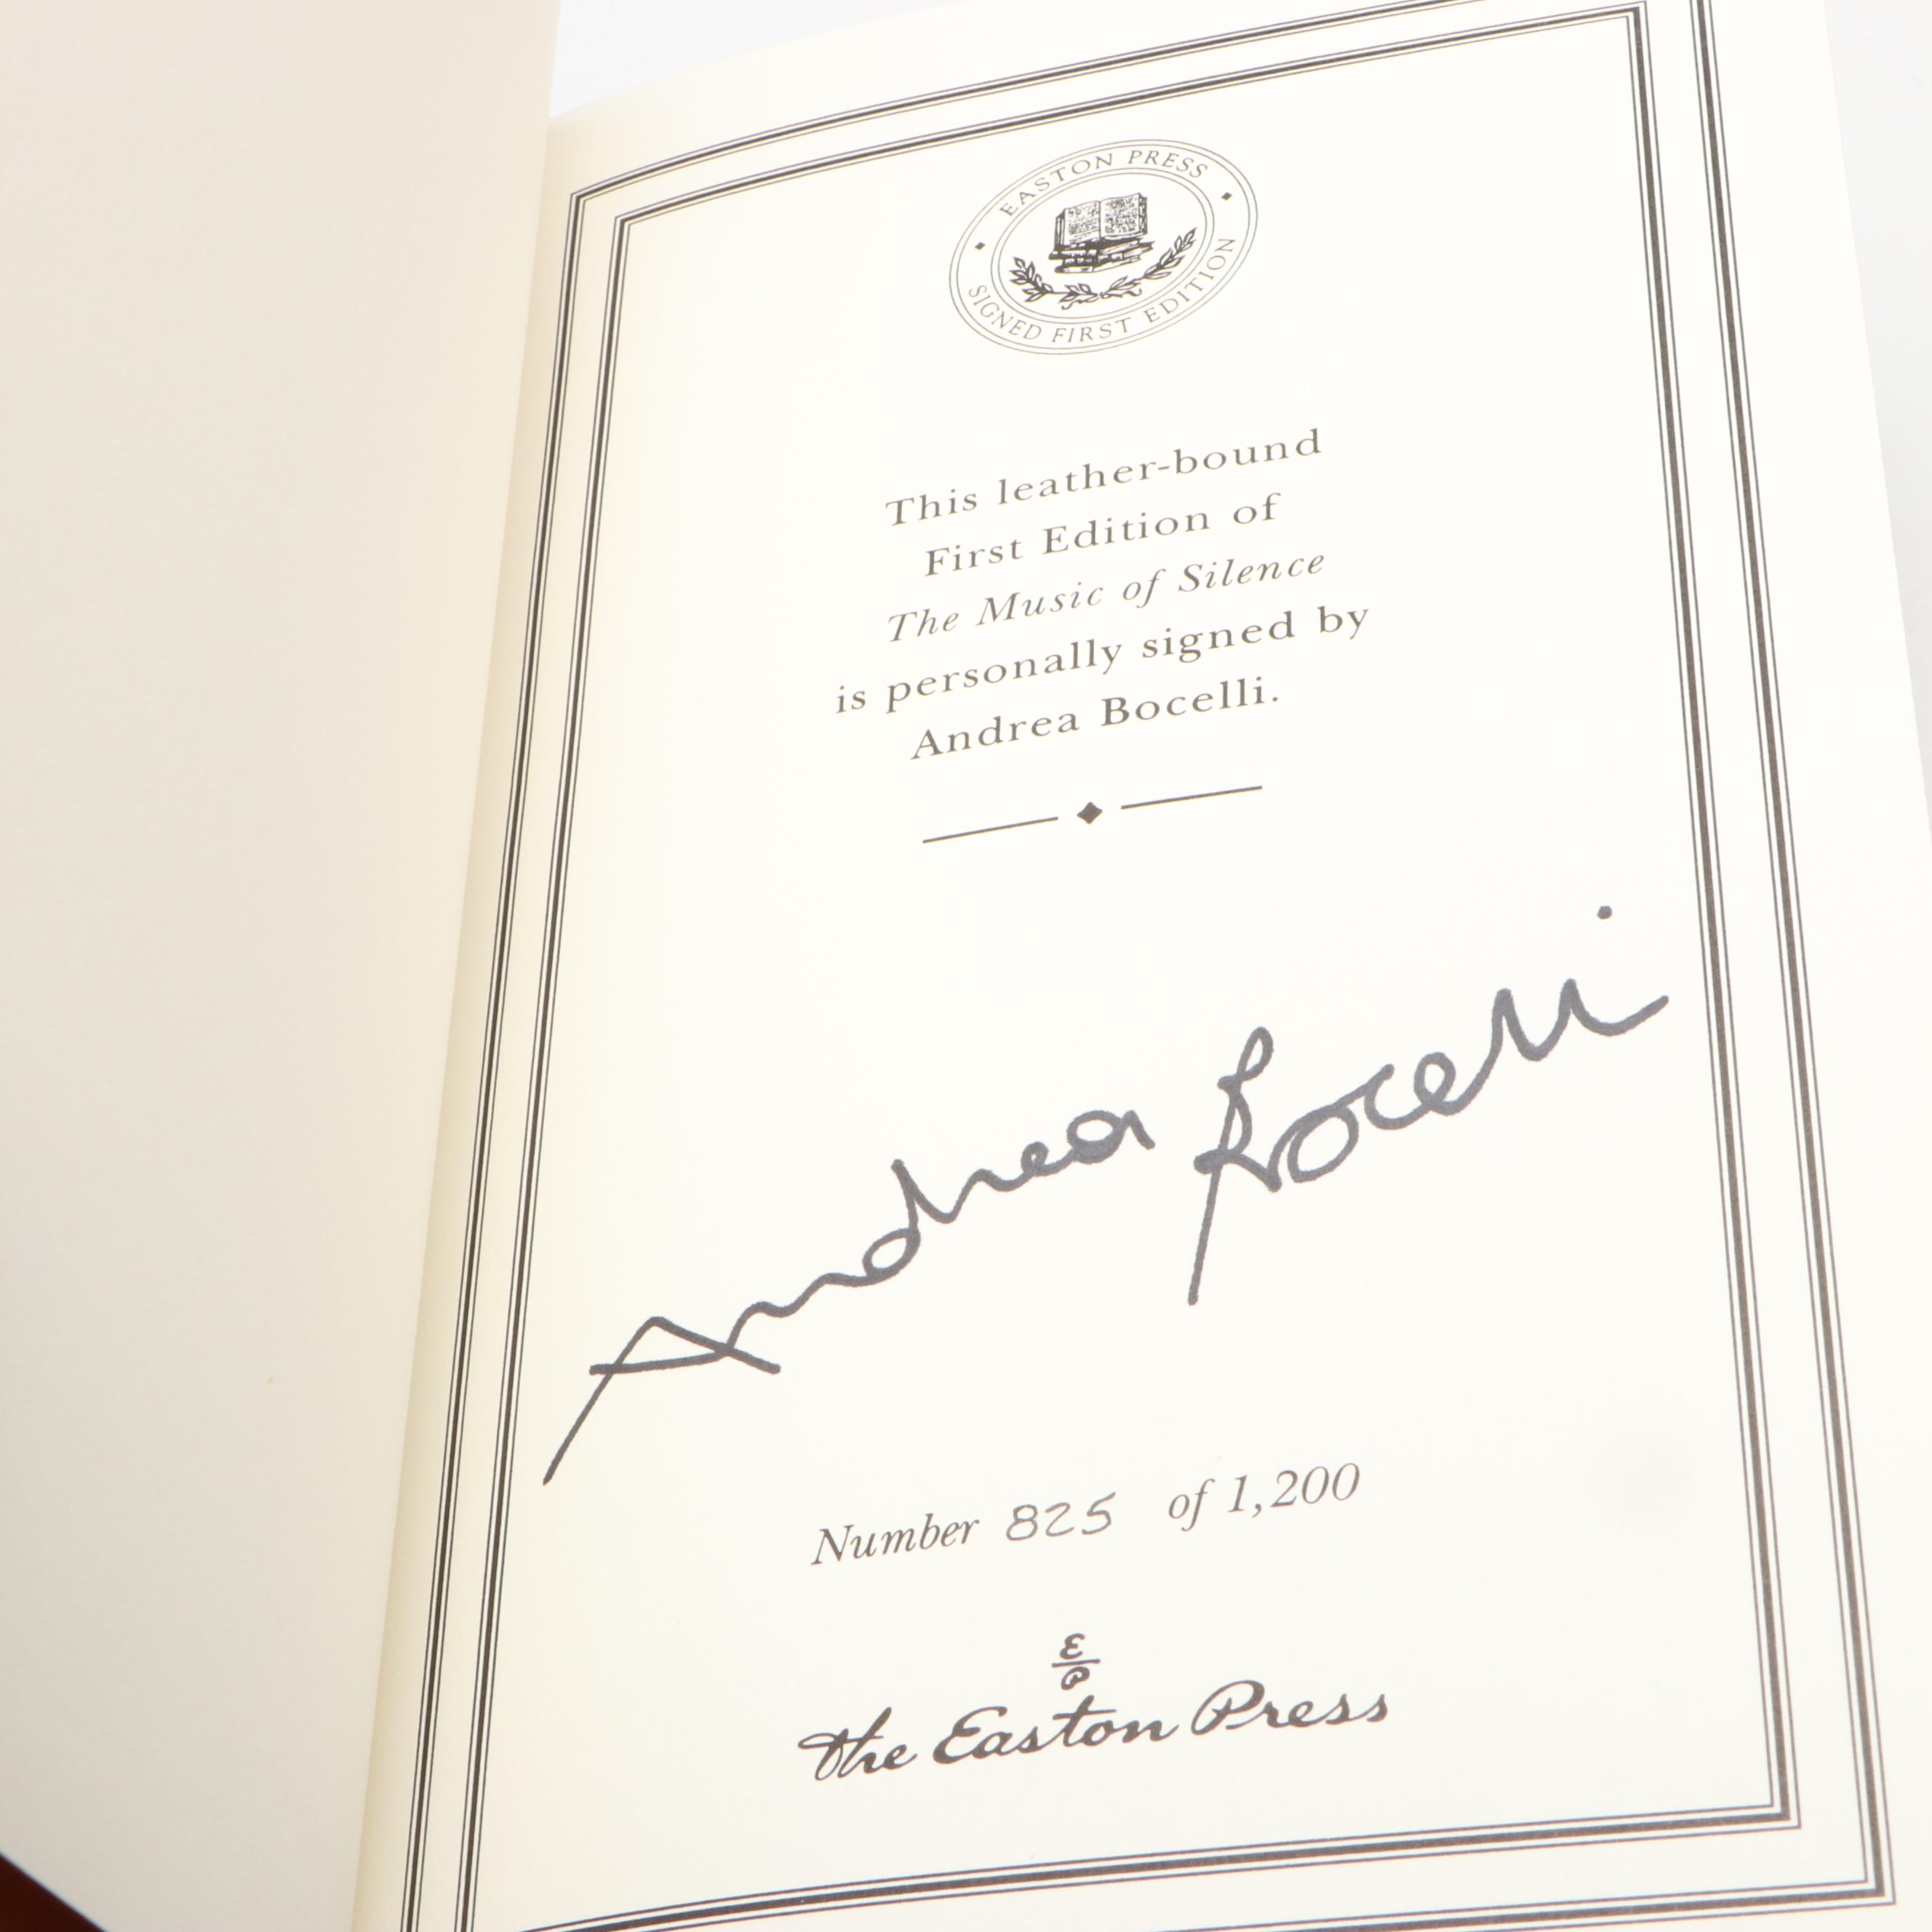 EASTON PRESS
SIGNED FIRST EDITION
This leather-bound
First Edition of
The Music of Silence
is personally signed by
Andrea Bocelli.
Andrea Bocelli
Number 825 of 1,200
E
P
The Easton Press